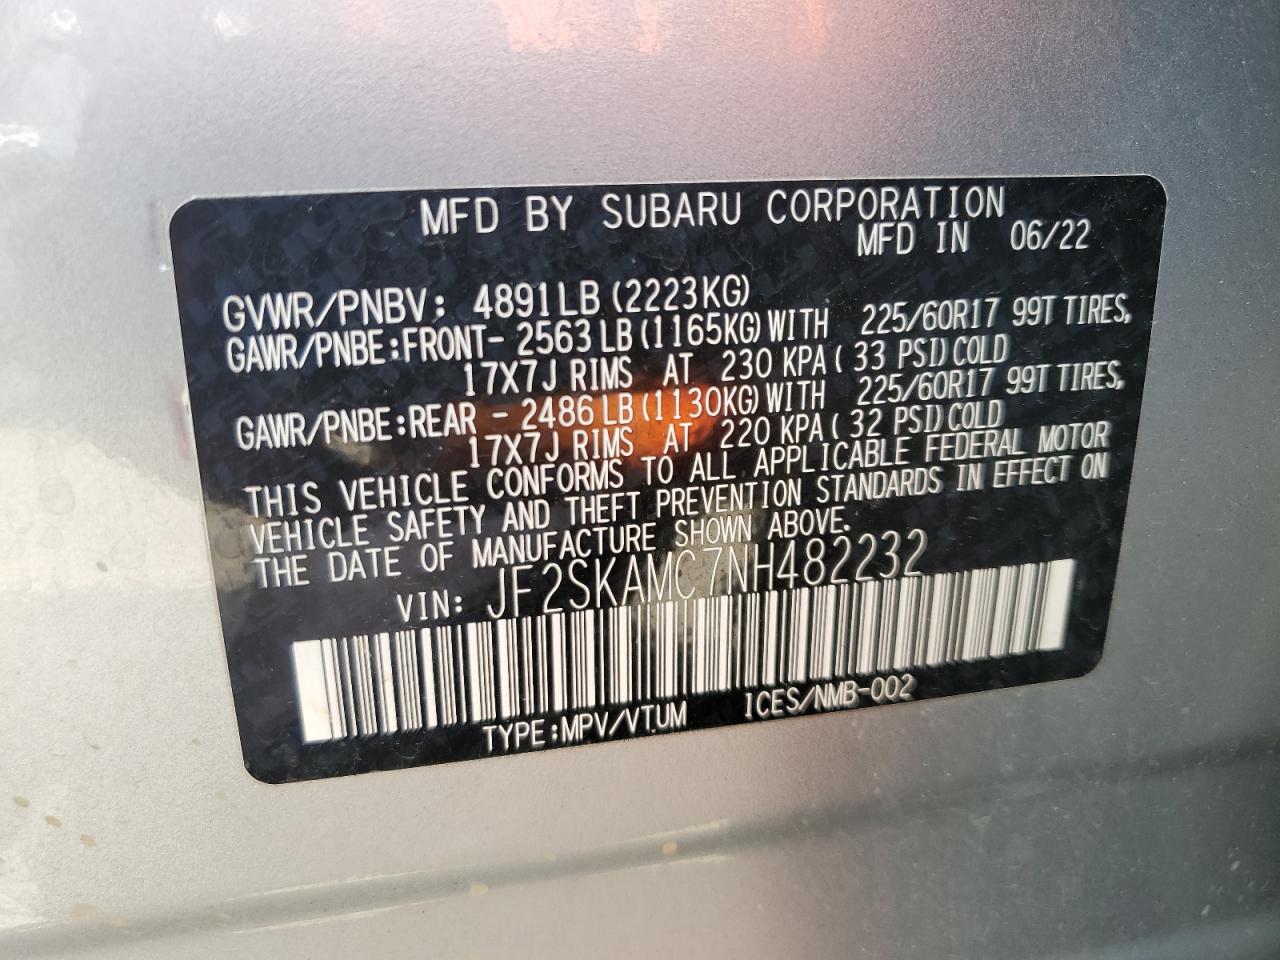 MFD BY SUBARU CORPORATION
MFD IN 06/22
GVWR/PNBV: 4891LB (2223KG)
GAWR/PNBE:FRONT- 2563 LB (1165KG) WITH 225/60R17 99T TIRES,
17X7J RIMS AT 230 KPA ( 33 PSI) COLD
GAWR/PNBE:REAR - 2486 LB (1130KG) WITH 225/60R17 99T TIRES,
17X7J RIMS AT 220 KPA ( 32 PSI) COLD
THIS VEHICLE CONFORMS TO ALL APPLICABLE FEDERAL MOTOR
VEHICLE SAFETY AND THEFT PREVENTION STANDARDS IN EFFECT ON
THE DATE OF MANUFACTURE SHOWN ABOVE.
VIN: JF2SKAMC7NH482232
TYPE:MPV/VTUM ICES/NMB-002